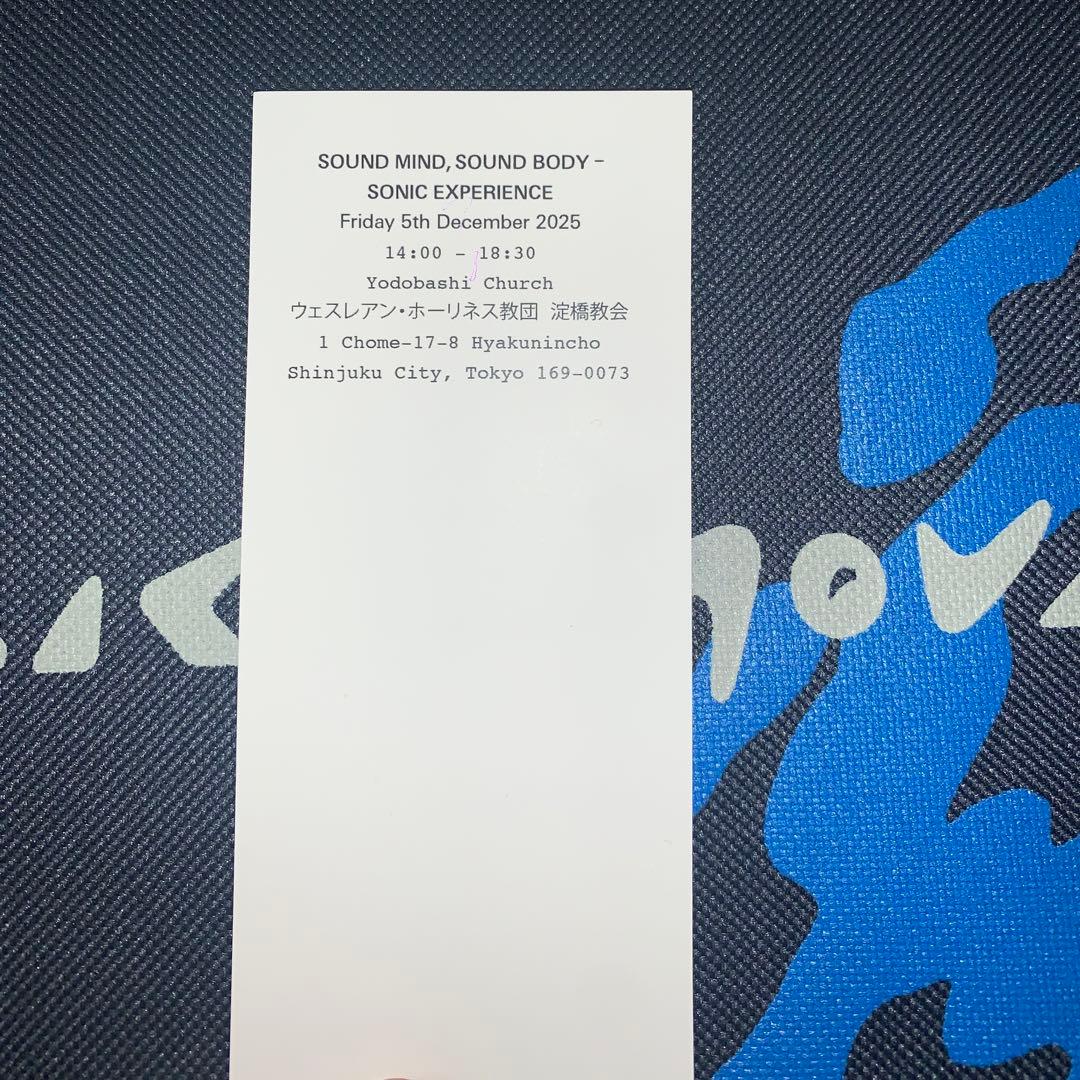 SOUND MIND, SOUND BODY –
SONIC EXPERIENCE
Friday 5th December 2025
14:00 – 18:30
Yodobashi Church
ウェスレアン・ホーリネス教団 淀橋教会
1 Chome-17-8 Hyakunincho
Shinjuku City, Tokyo 169-0073